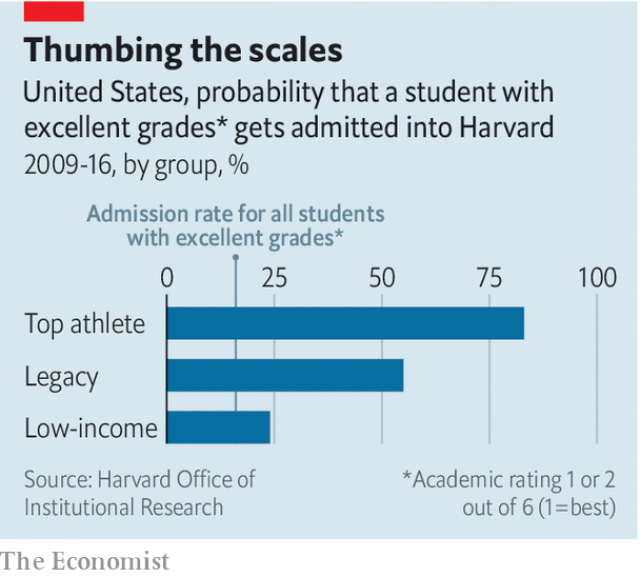 Thumbing the scales
United States, probability that a student with
excellent grades* gets admitted into Harvard
2009-16, by group, %
Admission rate for all students
with excellent grades*
0 25 50 75 100
Top athlete
Legacy
Low-income
Source: Harvard Office of
Institutional Research
*Academic rating 1 or 2
out of 6 (1=best)
The Economist